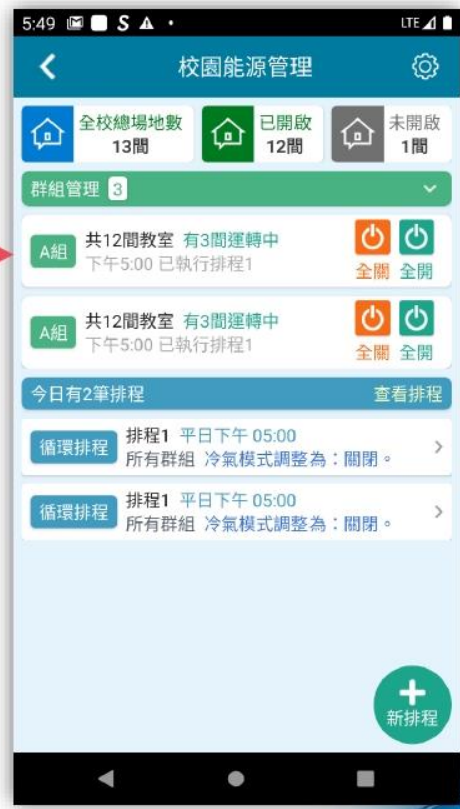 5:49 S LTE
校園能源管理
全校總場地數 13間
已開啟 12間
未開啟 1間
群組管理 3
A組 共12間教室 有3間運轉中
下午5:00 已執行排程1
全關 全開
A組 共12間教室 有3間運轉中
下午5:00 已執行排程1
全關 全開
今日有2筆排程 查看排程
循環排程 排程1 平日下午 05:00
所有群組 冷氣模式調整為：關閉。
循環排程 排程1 平日下午 05:00
所有群組 冷氣模式調整為：關閉。
新排程